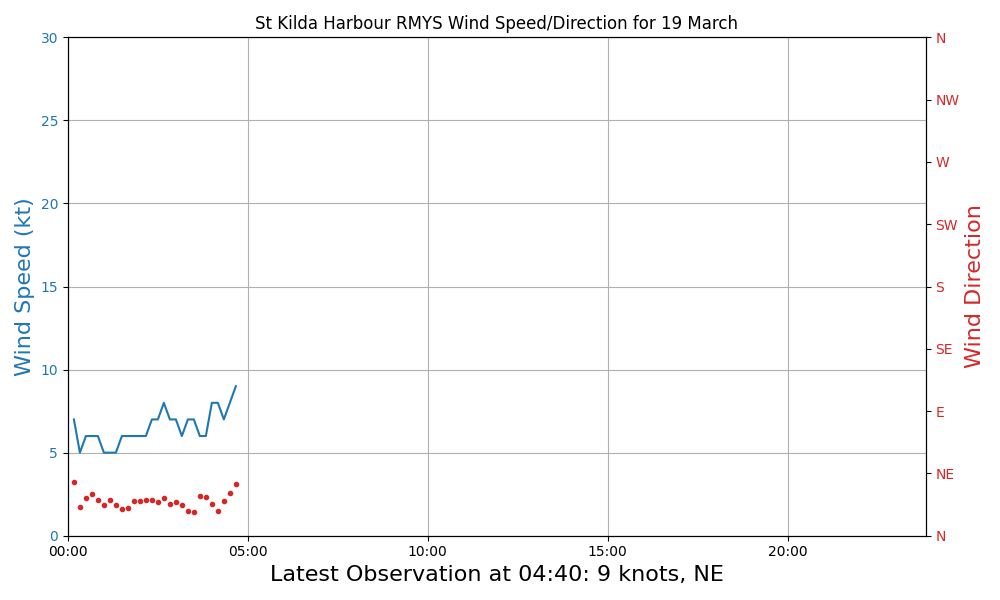 St Kilda Harbour RMYS Wind Speed/Direction for 19 March
30
25
20
15
10
5
0
Wind Speed (kt)
N
NW
W
SW
S
SE
E
NE
N
Wind Direction
00:00
05:00
10:00
15:00
20:00
Latest Observation at 04:40: 9 knots, NE